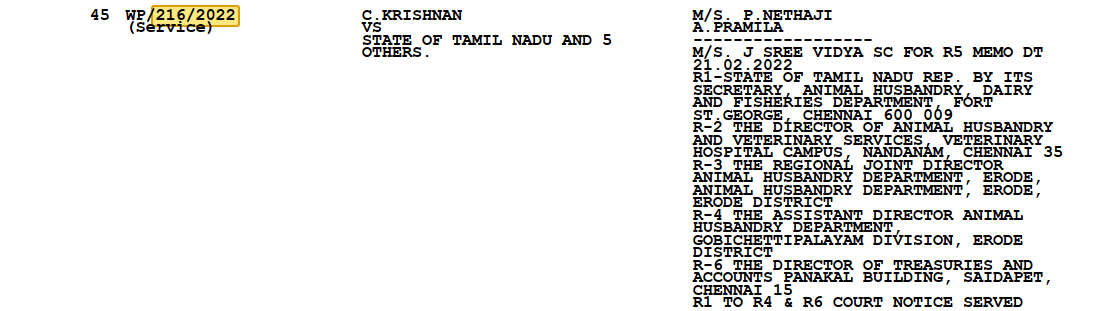 45 WP/216/2022 C.KRISHNAN M/S. P.NETHAJI
(Service) VS A.PRAMILA
STATE OF TAMIL NADU AND 5 ------------------
OTHERS. M/S. J SREE VIDYA SC FOR R5 MEMO DT
21.02.2022
R1-STATE OF TAMIL NADU REP. BY ITS
SECRETARY, ANIMAL HUSBANDRY, DAIRY
AND FISHERIES DEPARTMENT, FORT
ST.GEORGE, CHENNAI 600 009
R-2 THE DIRECTOR OF ANIMAL HUSBANDRY
AND VETERINARY SERVICES, VETERINARY
HOSPITAL CAMPUS, NANDANAM, CHENNAI 35
R-3 THE REGIONAL JOINT DIRECTOR
ANIMAL HUSBANDRY DEPARTMENT, ERODE,
ANIMAL HUSBANDRY DEPARTMENT, ERODE,
ERODE DISTRICT
R-4 THE ASSISTANT DIRECTOR ANIMAL
HUSBANDRY DEPARTMENT,
GOBICHETTIPALAYAM DIVISION, ERODE
DISTRICT
R-6 THE DIRECTOR OF TREASURIES AND
ACCOUNTS PANAKAL BUILDING, SAIDAPET,
CHENNAI 15
R1 TO R4 & R6 COURT NOTICE SERVED